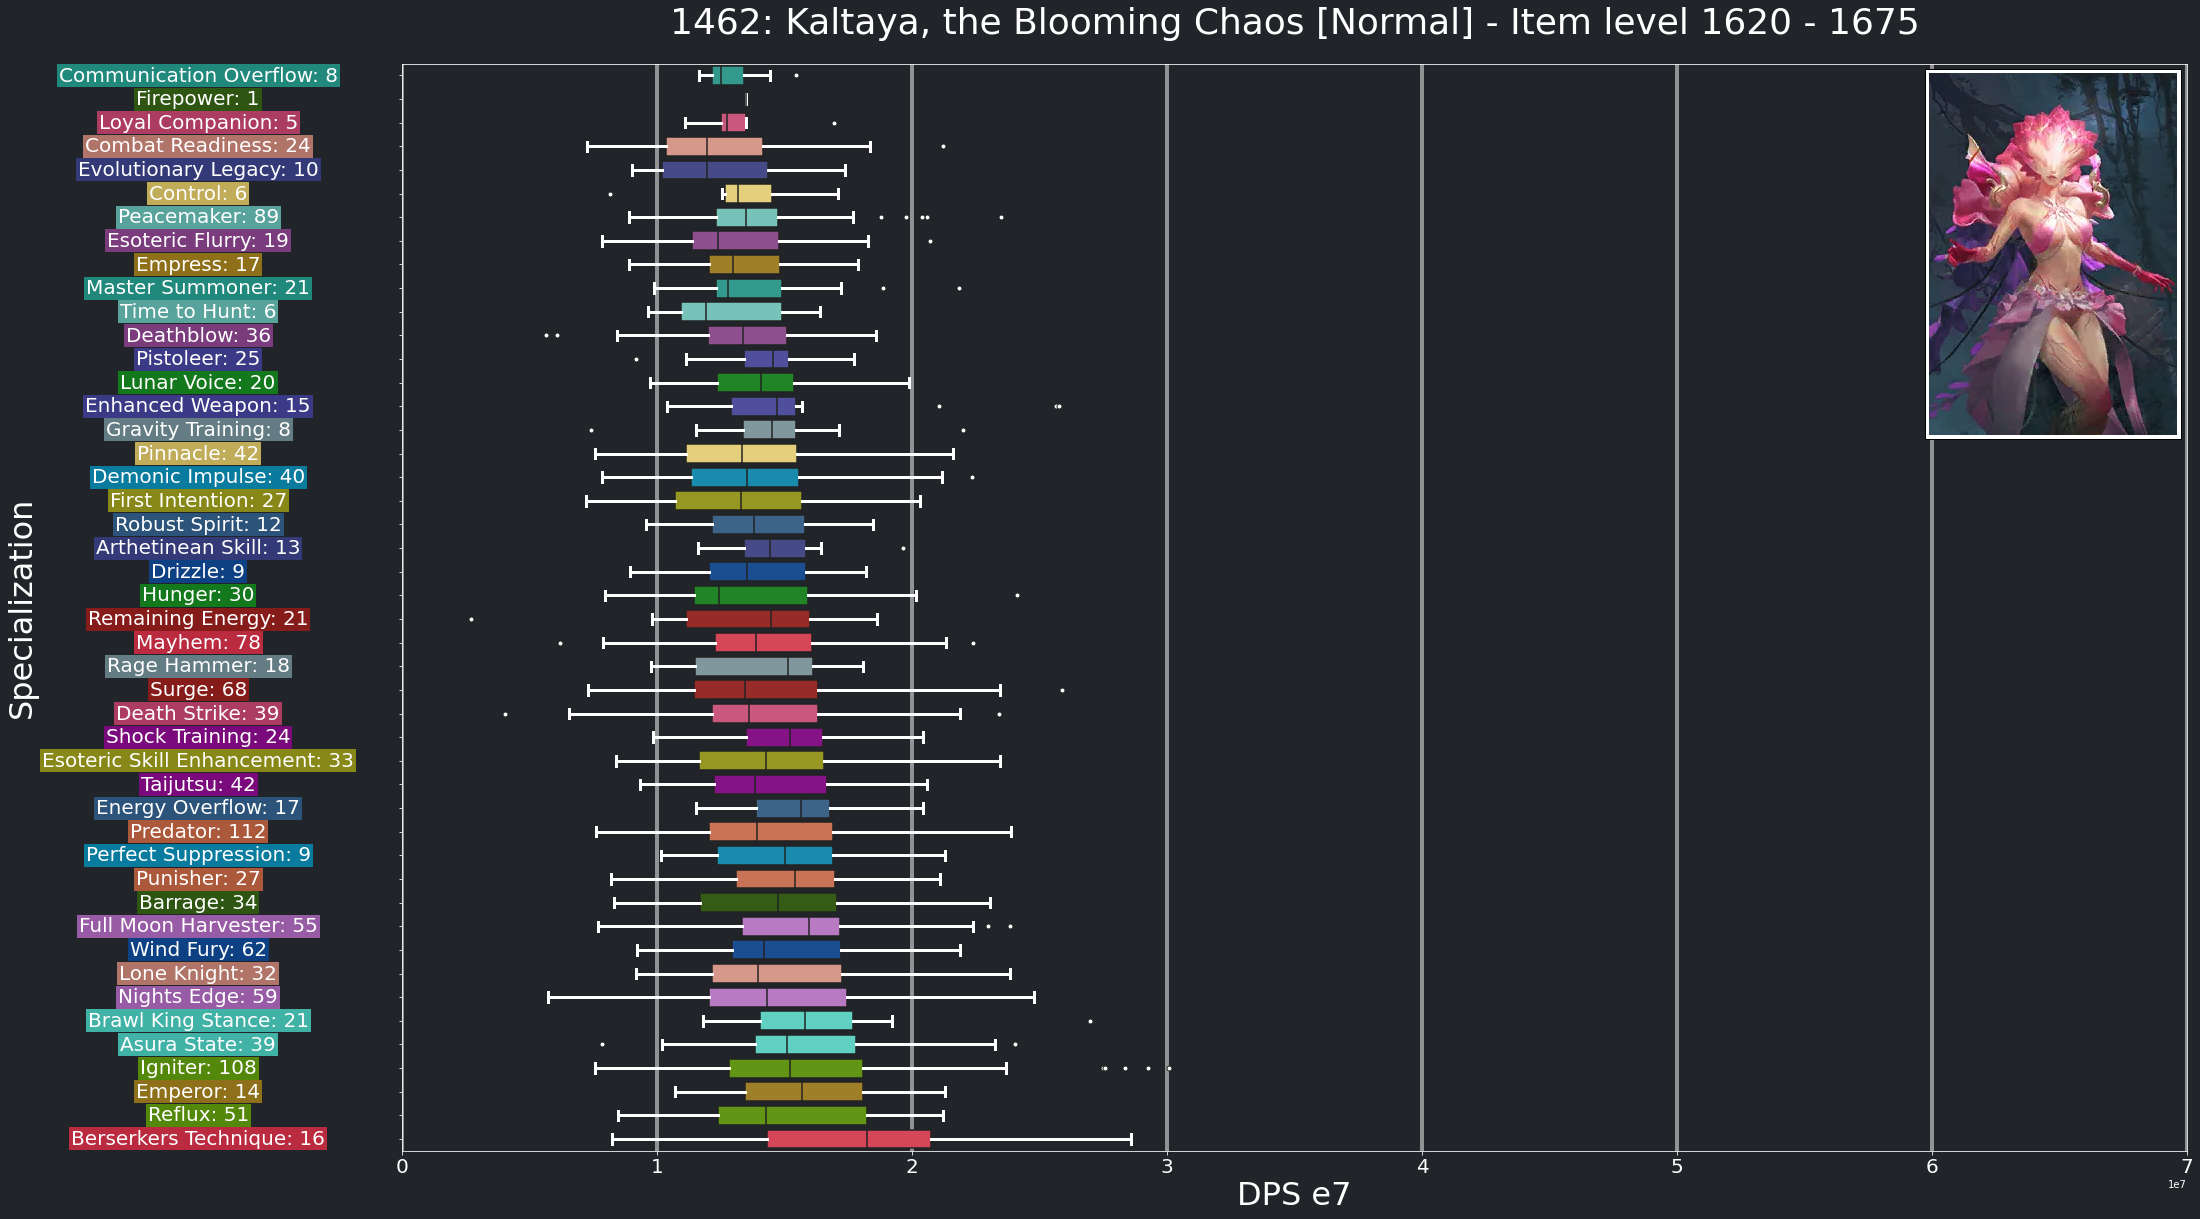 1462: Kaltaya, the Blooming Chaos [Normal] - Item level 1620 - 1675
Specialization
Communication Overflow: 8
Firepower: 1
Loyal Companion: 5
Combat Readiness: 24
Evolutionary Legacy: 10
Control: 6
Peacemaker: 89
Esoteric Flurry: 19
Empress: 17
Master Summoner: 21
Time to Hunt: 6
Deathblow: 36
Pistoleer: 25
Lunar Voice: 20
Enhanced Weapon: 15
Gravity Training: 8
Pinnacle: 42
Demonic Impulse: 40
First Intention: 27
Robust Spirit: 12
Arthetinean Skill: 13
Drizzle: 9
Hunger: 30
Remaining Energy: 21
Mayhem: 78
Rage Hammer: 18
Surge: 68
Death Strike: 39
Shock Training: 24
Esoteric Skill Enhancement: 33
Taijutsu: 42
Energy Overflow: 17
Predator: 112
Perfect Suppression: 9
Punisher: 27
Barrage: 34
Full Moon Harvester: 55
Wind Fury: 62
Lone Knight: 32
Nights Edge: 59
Brawl King Stance: 21
Asura State: 39
Igniter: 108
Emperor: 14
Reflux: 51
Berserkers Technique: 16
0 1 2 3 4 5 6 7
1e7
DPS e7